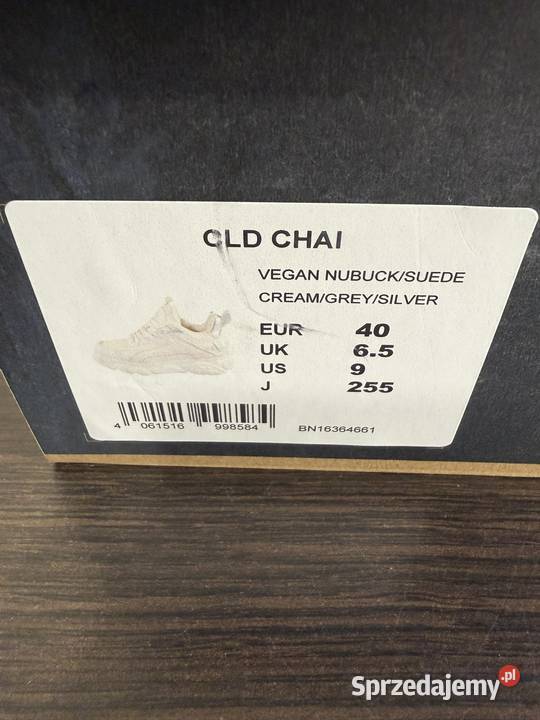 CLD CHAI
VEGAN NUBUCK/SUEDE
CREAM/GREY/SILVER
EUR 40
UK 6.5
US 9
J 255
4 061516 998584
BN16364661
Sprzedajemy.pl